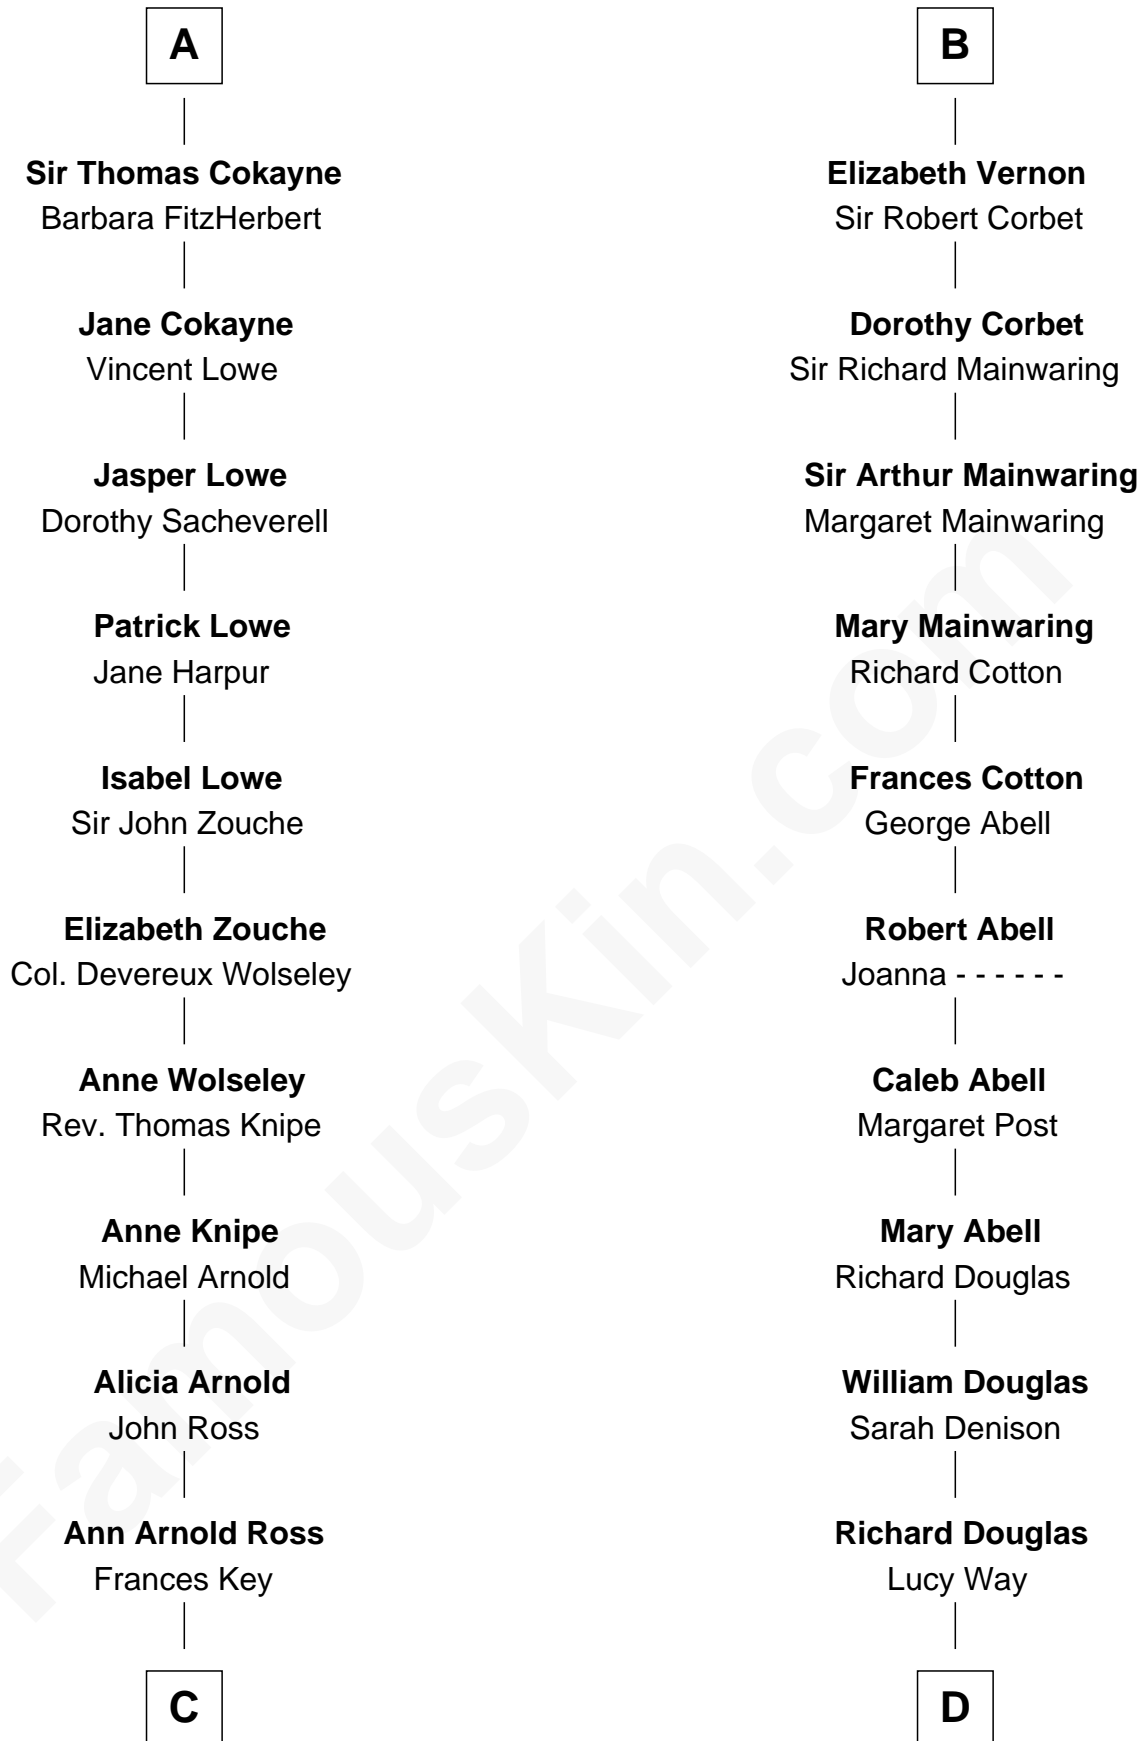 A
Sir Thomas Cokayne
Barbara FitzHerbert
Jane Cokayne
Vincent Lowe
Jasper Lowe
Dorothy Sacheverell
Patrick Lowe
Jane Harpur
Isabel Lowe
Sir John Zouche
Elizabeth Zouche
Col. Devereux Wolseley
Anne Wolseley
Rev. Thomas Knipe
Anne Knipe
Michael Arnold
Alicia Arnold
John Ross
Ann Arnold Ross
Frances Key
C
B
Elizabeth Vernon
Sir Robert Corbet
Dorothy Corbet
Sir Richard Mainwaring
Sir Arthur Mainwaring
Margaret Mainwaring
Mary Mainwaring
Richard Cotton
Frances Cotton
George Abell
Robert Abell
Joanna - - - - - -
Caleb Abell
Margaret Post
Mary Abell
Richard Douglas
William Douglas
Sarah Denison
Richard Douglas
Lucy Way
D
FamousKin.com